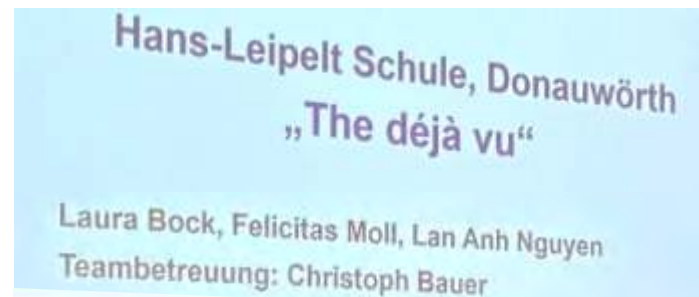 Hans-Leipelt Schule, Donauwörth
„The déjà vu“
Laura Bock, Felicitas Moll, Lan Anh Nguyen
Teambetreuung: Christoph Bauer